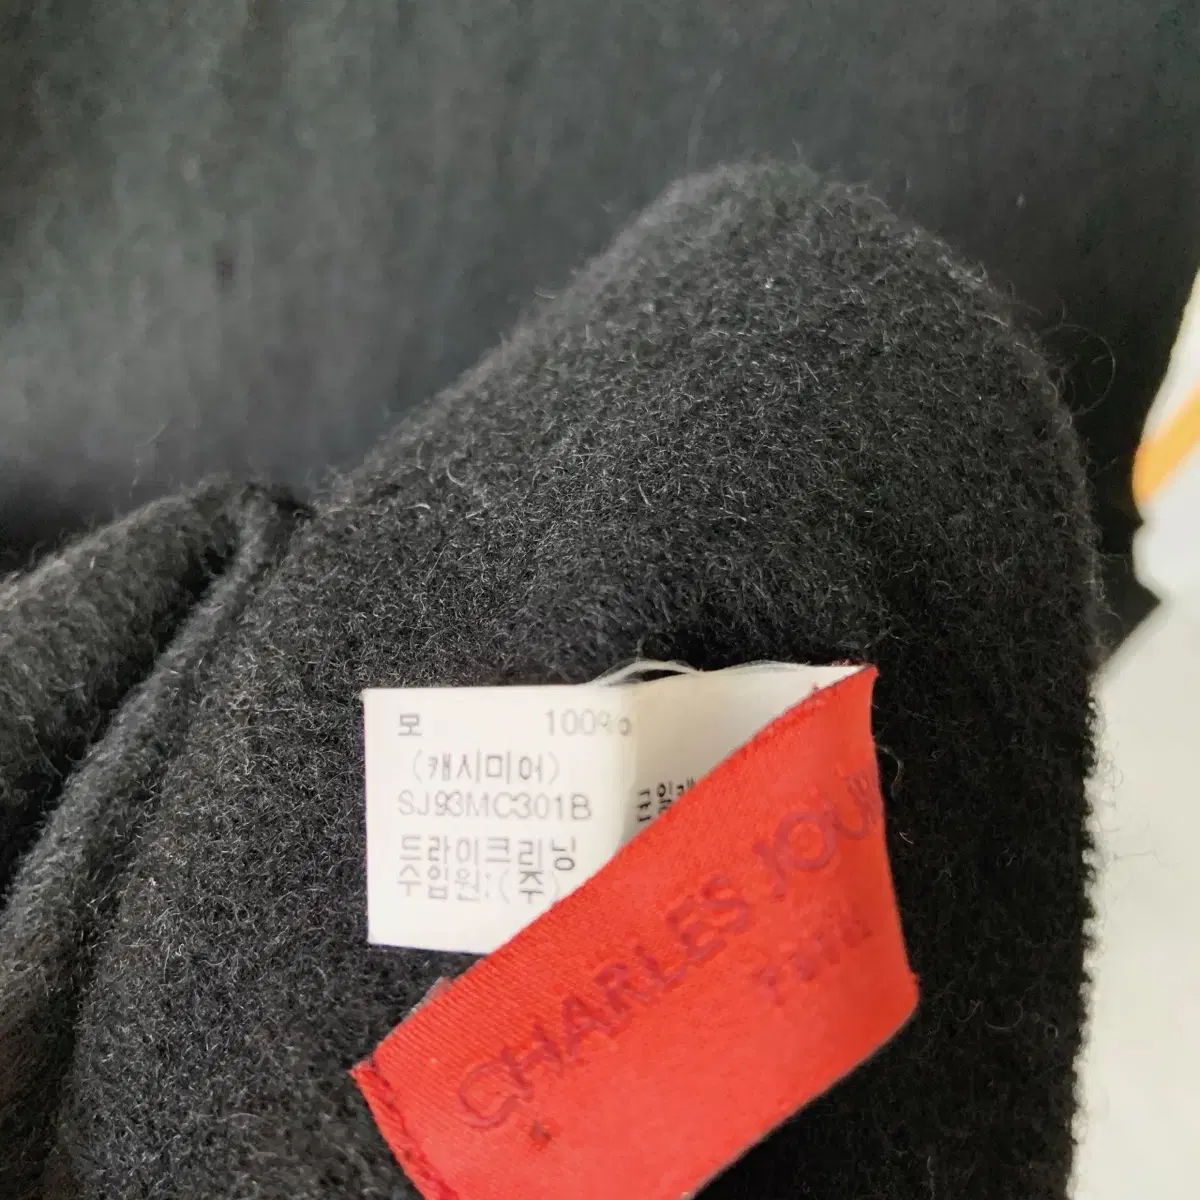 모 100%
(캐시미어)
SJ93MC301B
드라이크리닝
수입원:(주)
CHARLES JOUR
Paris